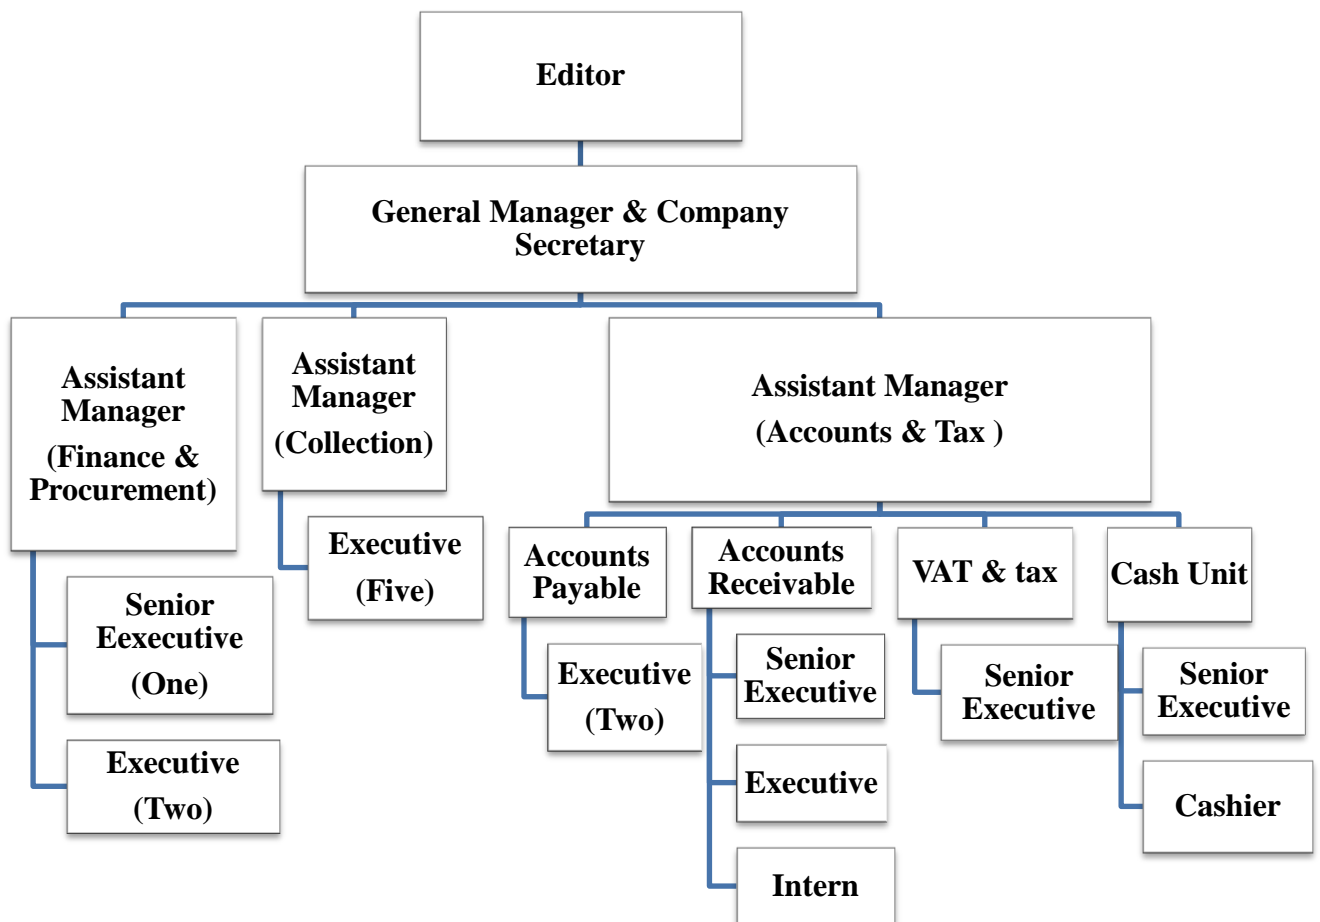 Editor
General Manager & Company
Secretary
Assistant
Manager
(Finance &
Procurement)
Senior
Eexecutive
(One)
Executive
(Two)
Assistant
Manager
(Collection)
Executive
(Five)
Assistant Manager
(Accounts & Tax )
Accounts
Payable
Executive
(Two)
Accounts
Receivable
Senior
Executive
Executive
Intern
VAT & tax
Senior
Executive
Cash Unit
Senior
Executive
Cashier